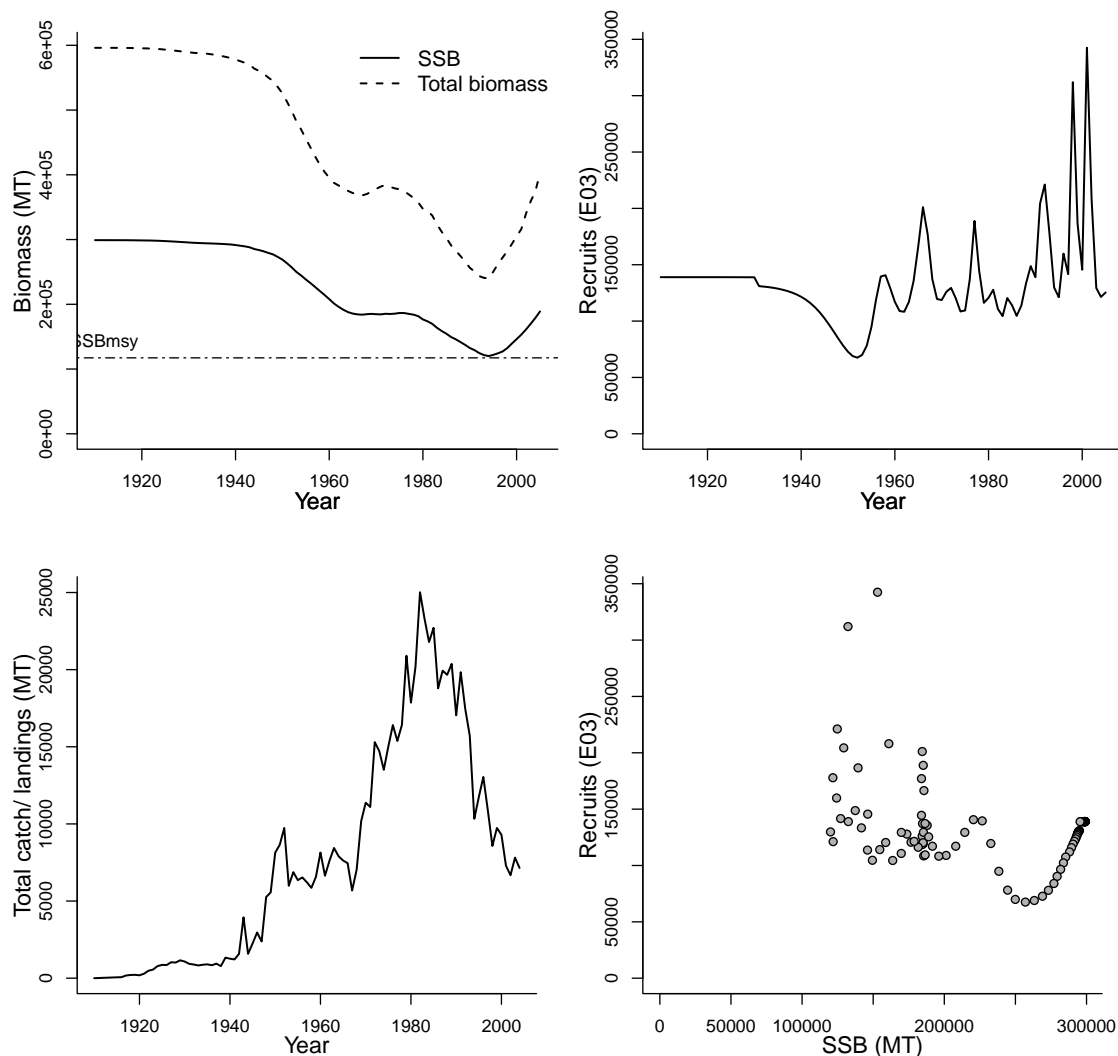 SSB
Total biomass
Biomass (MT)
6e+05
4e+05
2e+05
0e+00
SSBmsy
1920 1940 1960 1980 2000
Year
Recruits (E03)
350000
250000
150000
50000
0
1920 1940 1960 1980 2000
Year
Total catch/ landings (MT)
25000
20000
15000
10000
5000
0
1920 1940 1960 1980 2000
Year
Recruits (E03)
350000
250000
150000
50000
0
0 50000 100000 200000 300000
SSB (MT)